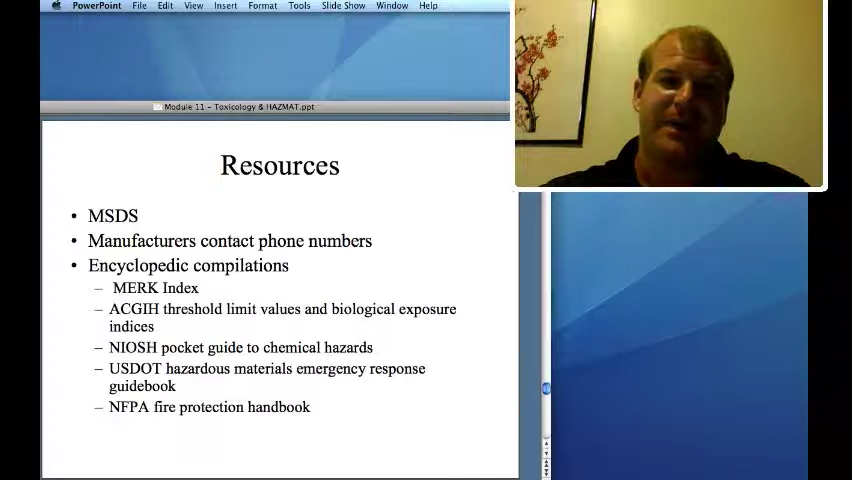 PowerPoint File Edit View Insert Format Tools Slide Show Window Help
Module 11 - Toxicology & HAZMAT.ppt
Resources
• MSDS
• Manufacturers contact phone numbers
• Encyclopedic compilations
– MERK Index
– ACGIH threshold limit values and biological exposure
indices
– NIOSH pocket guide to chemical hazards
– USDOT hazardous materials emergency response
guidebook
– NFPA fire protection handbook